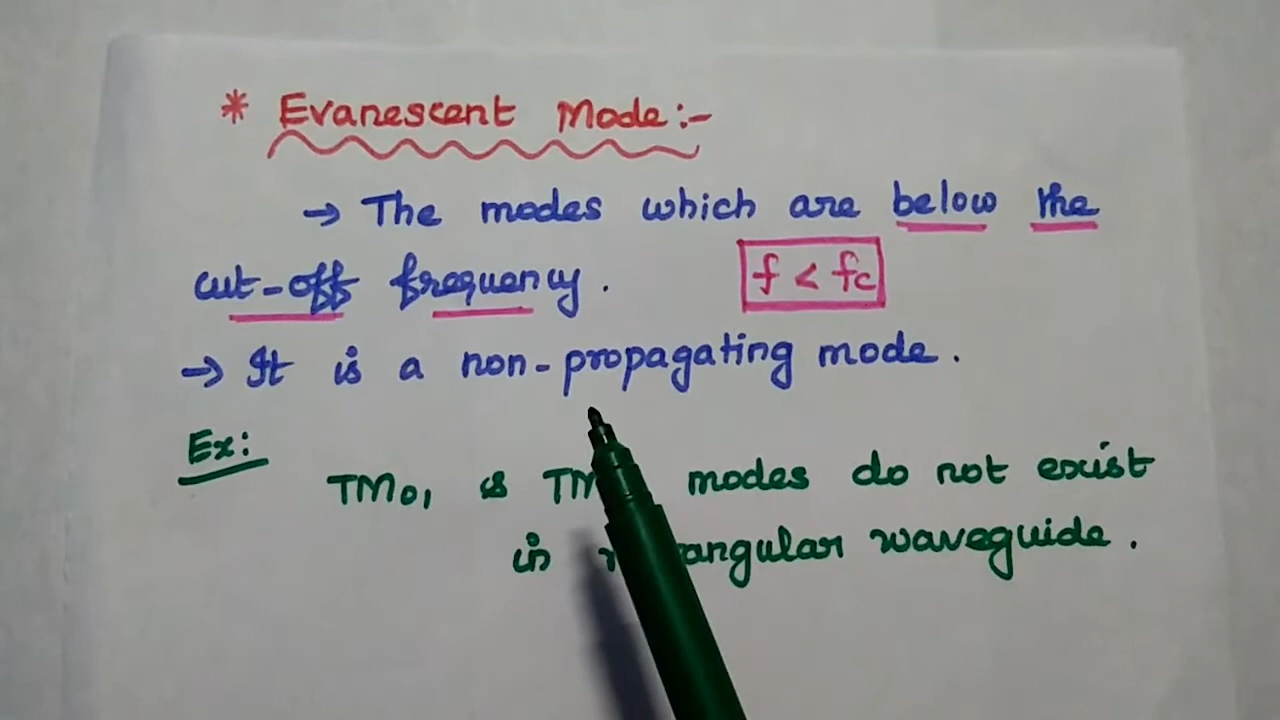 * Evanescent Mode:-
→ The modes which are below the
cut-off frequency. f < fc
→ It is a non-propagating mode.
Ex:
TM01 is TM modes do not exist
in angular waveguide.